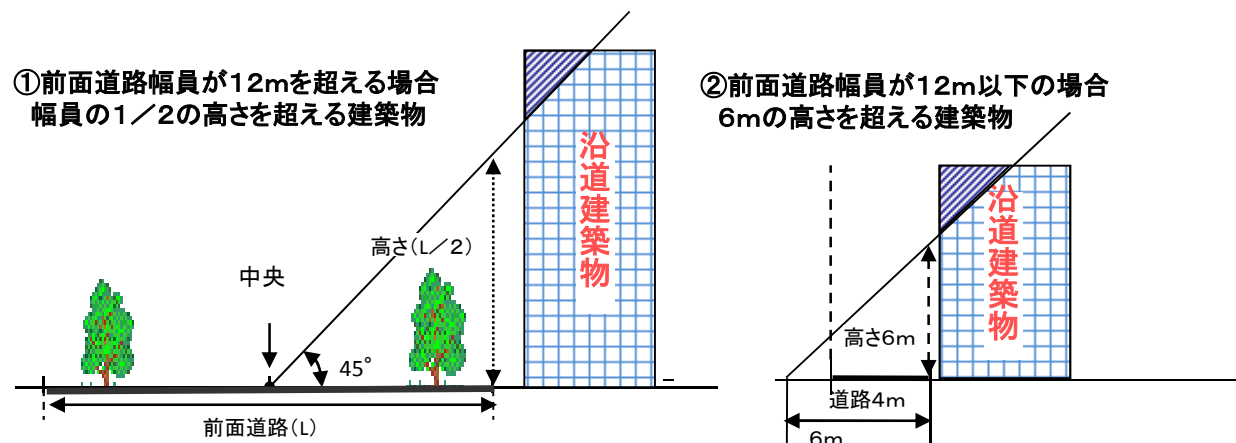 ①前面道路幅員が12mを超える場合
幅員の1／2の高さを超える建築物
沿道建築物
高さ(L／2)
中央
45°
前面道路(L)
②前面道路幅員が12m以下の場合
6mの高さを超える建築物
沿道建築物
高さ6m
道路4m
6m